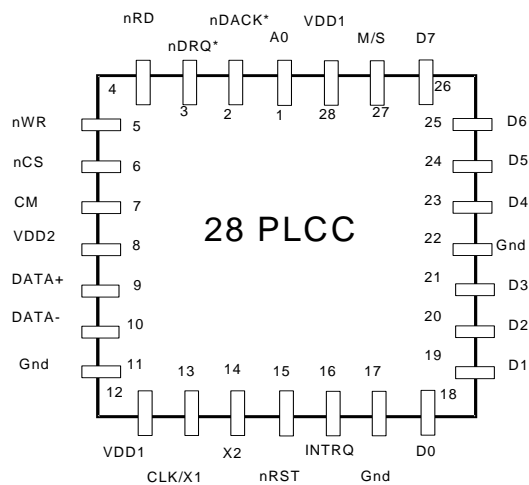 nRD nDACK* VDD1
nDRQ* A0 M/S D7
4 3 2 1 28 27 26
nWR 5 25 D6
nCS 6 24 D5
CM 7 23 D4
VDD2 8 28 PLCC 22 Gnd
DATA+ 9 21 D3
DATA- 10 20 D2
Gnd 11 19 D1
12 13 14 15 16 17 18
VDD1 X2 INTRQ D0
CLK/X1 nRST Gnd